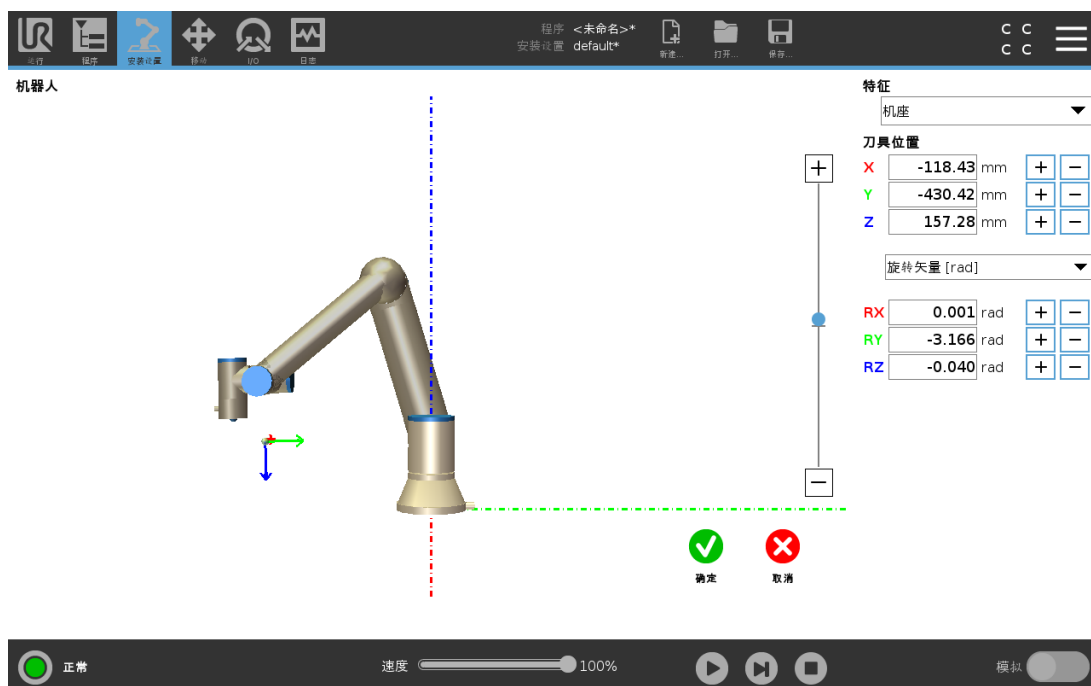 UR
运行
程序
安装设置
移动
I/O
日志
程序 <未命名>*
安装设置 default*
新建...
打开...
保存...
C C
C C
机器人
特征
机座
刀具位置
X -118.43 mm + −
Y -430.42 mm + −
Z 157.28 mm + −
旋转矢量 [rad]
RX 0.001 rad + −
RY -3.166 rad + −
RZ -0.040 rad + −
+
−
确定
取消
正常
速度 100%
模拟